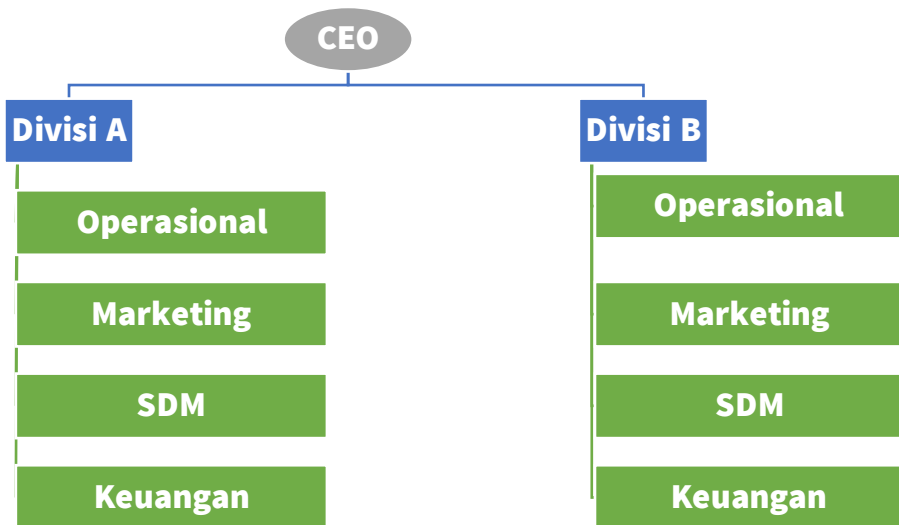 CEO
Divisi A
Operasional
Marketing
SDM
Keuangan
Divisi B
Operasional
Marketing
SDM
Keuangan